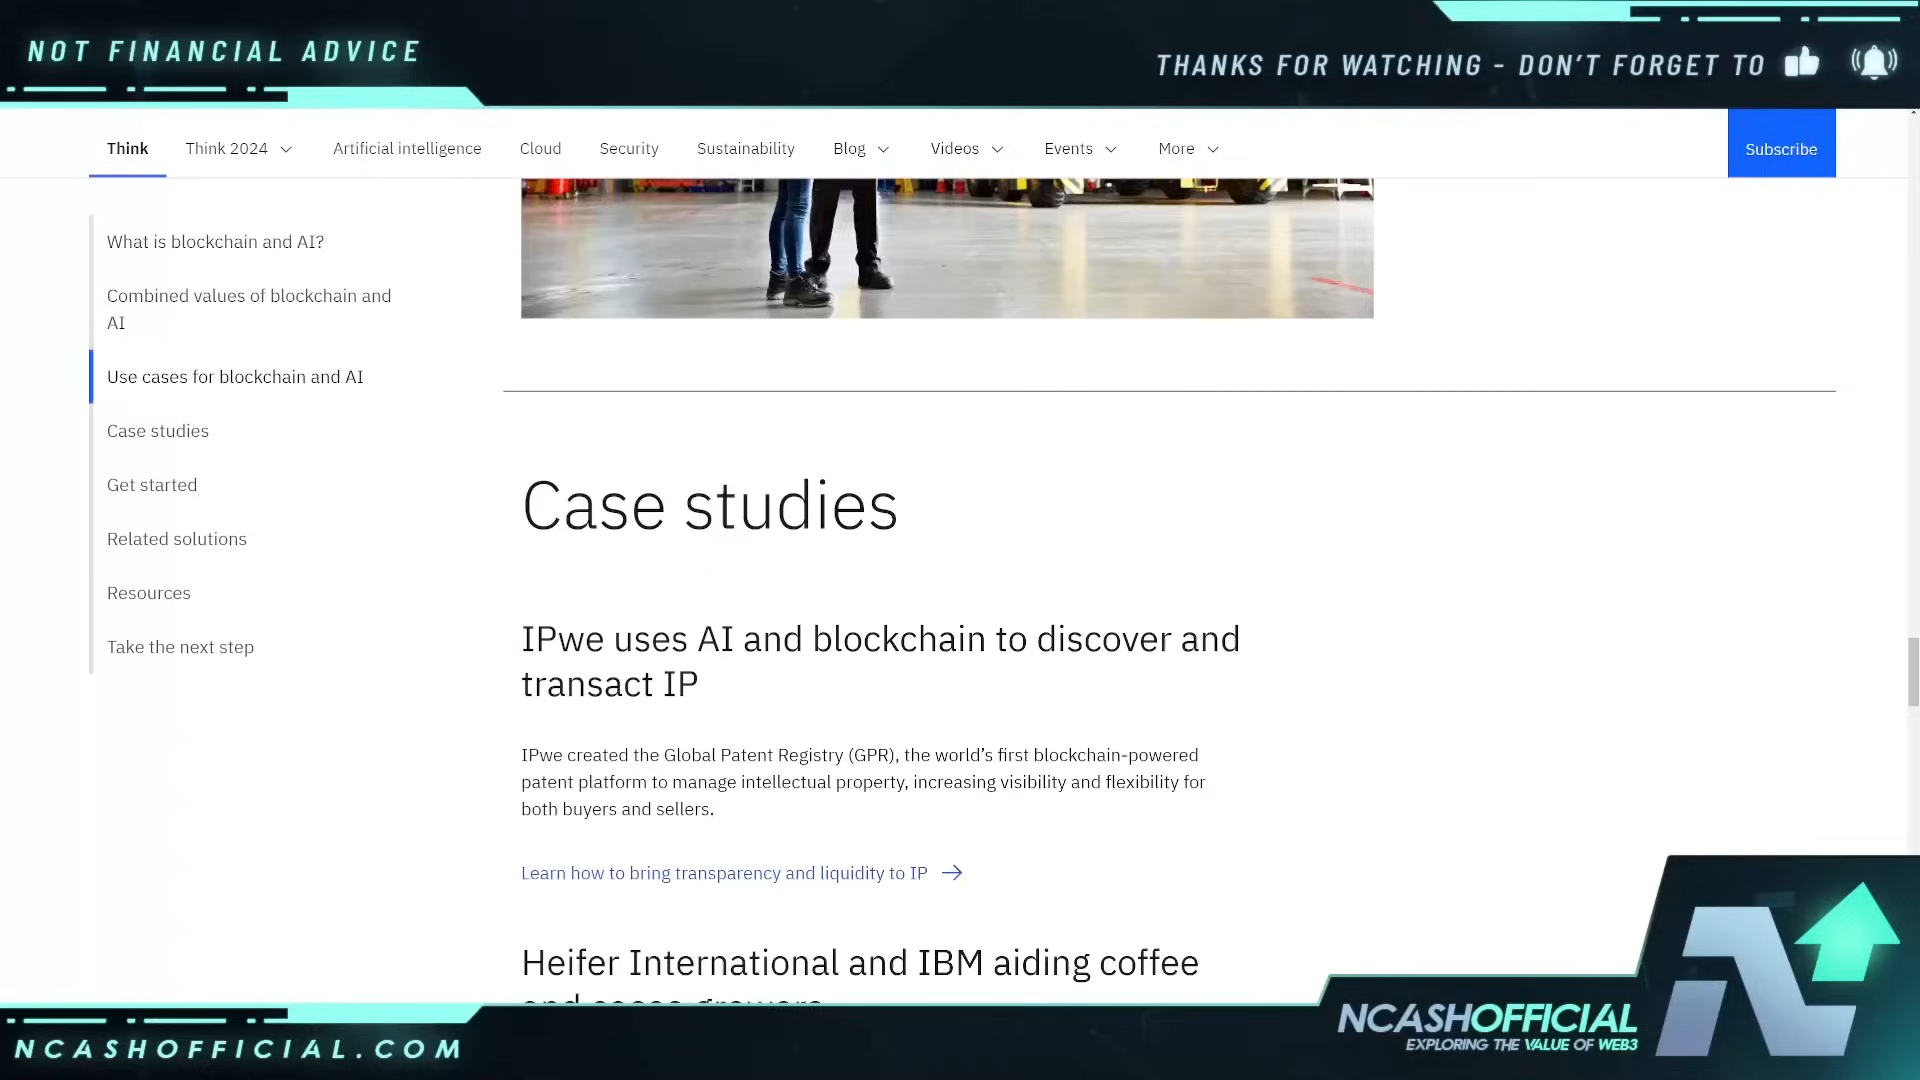 NOT FINANCIAL ADVICE
THANKS FOR WATCHING - DON'T FORGET TO
Think
Think 2024
Artificial intelligence
Cloud
Security
Sustainability
Blog
Videos
Events
More
Subscribe
What is blockchain and AI?
Combined values of blockchain and
AI
Use cases for blockchain and AI
Case studies
Get started
Related solutions
Resources
Take the next step
Case studies
IPwe uses AI and blockchain to discover and
transact IP
IPwe created the Global Patent Registry (GPR), the world’s first blockchain-powered
patent platform to manage intellectual property, increasing visibility and flexibility for
both buyers and sellers.
Learn how to bring transparency and liquidity to IP
Heifer International and IBM aiding coffee
and cocoa growers
NCASHOFFICIAL.COM
NCASHOFFICIAL
EXPLORING THE VALUE OF WEB3